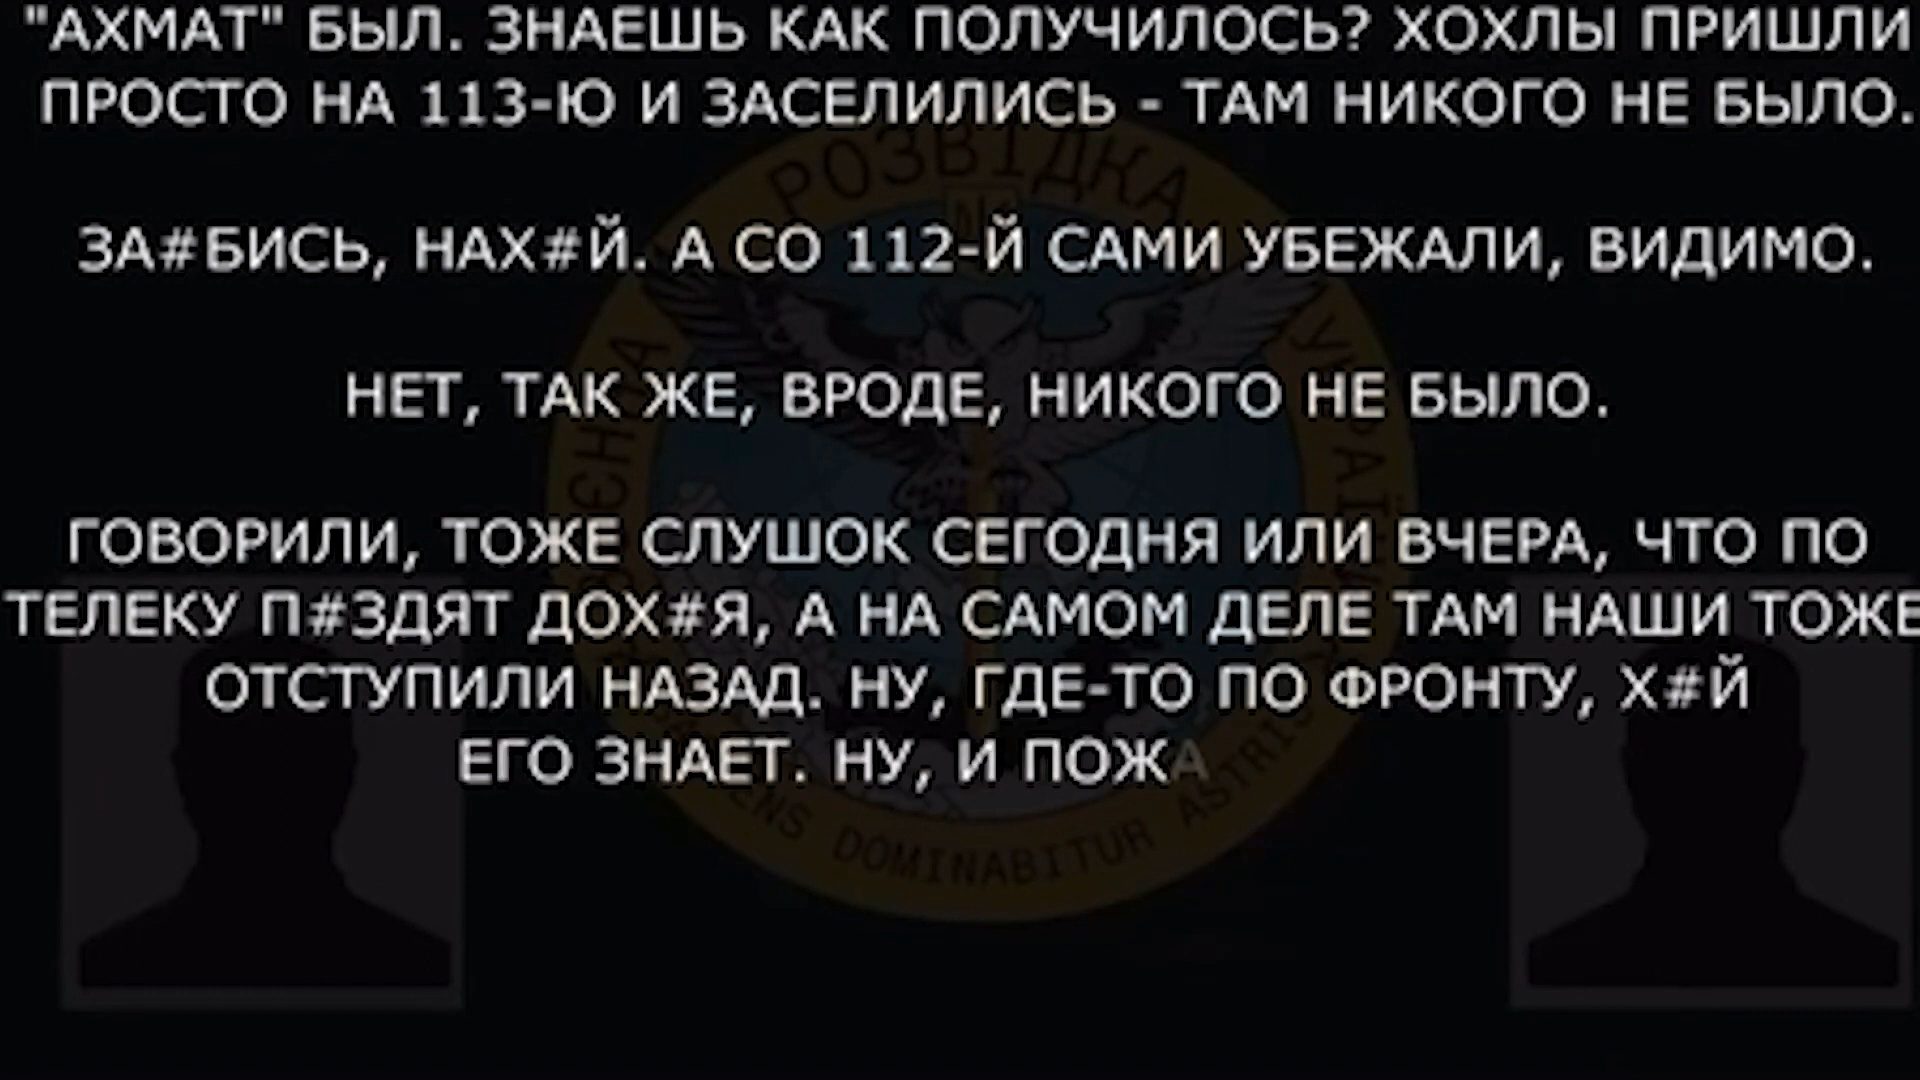 "АХМАТ" БЫЛ. ЗНАЕШЬ КАК ПОЛУЧИЛОСЬ? ХОХЛЫ ПРИШЛИ
ПРОСТО НА 113-Ю И ЗАСЕЛИЛИСЬ - ТАМ НИКОГО НЕ БЫЛО.
РОЗВІДКА
ЗА#БИСЬ, НАХ#Й. А СО 112-Й САМИ УБЕЖАЛИ, ВИДИМО.
НЕТ, ТАК ЖЕ, ВРОДЕ, НИКОГО НЕ БЫЛО.
ГОВОРИЛИ, ТОЖЕ СЛУШОК СЕГОДНЯ ИЛИ ВЧЕРА, ЧТО ПО
ТЕЛЕКУ П#ЗДЯТ ДОХ#Я, А НА САМОМ ДЕЛЕ ТАМ НАШИ ТОЖЕ
ОТСТУПИЛИ НАЗАД. НУ, ГДЕ-ТО ПО ФРОНТУ, Х#Й
ЕГО ЗНАЕТ. НУ, И ПОЖА
DOMINABITUR